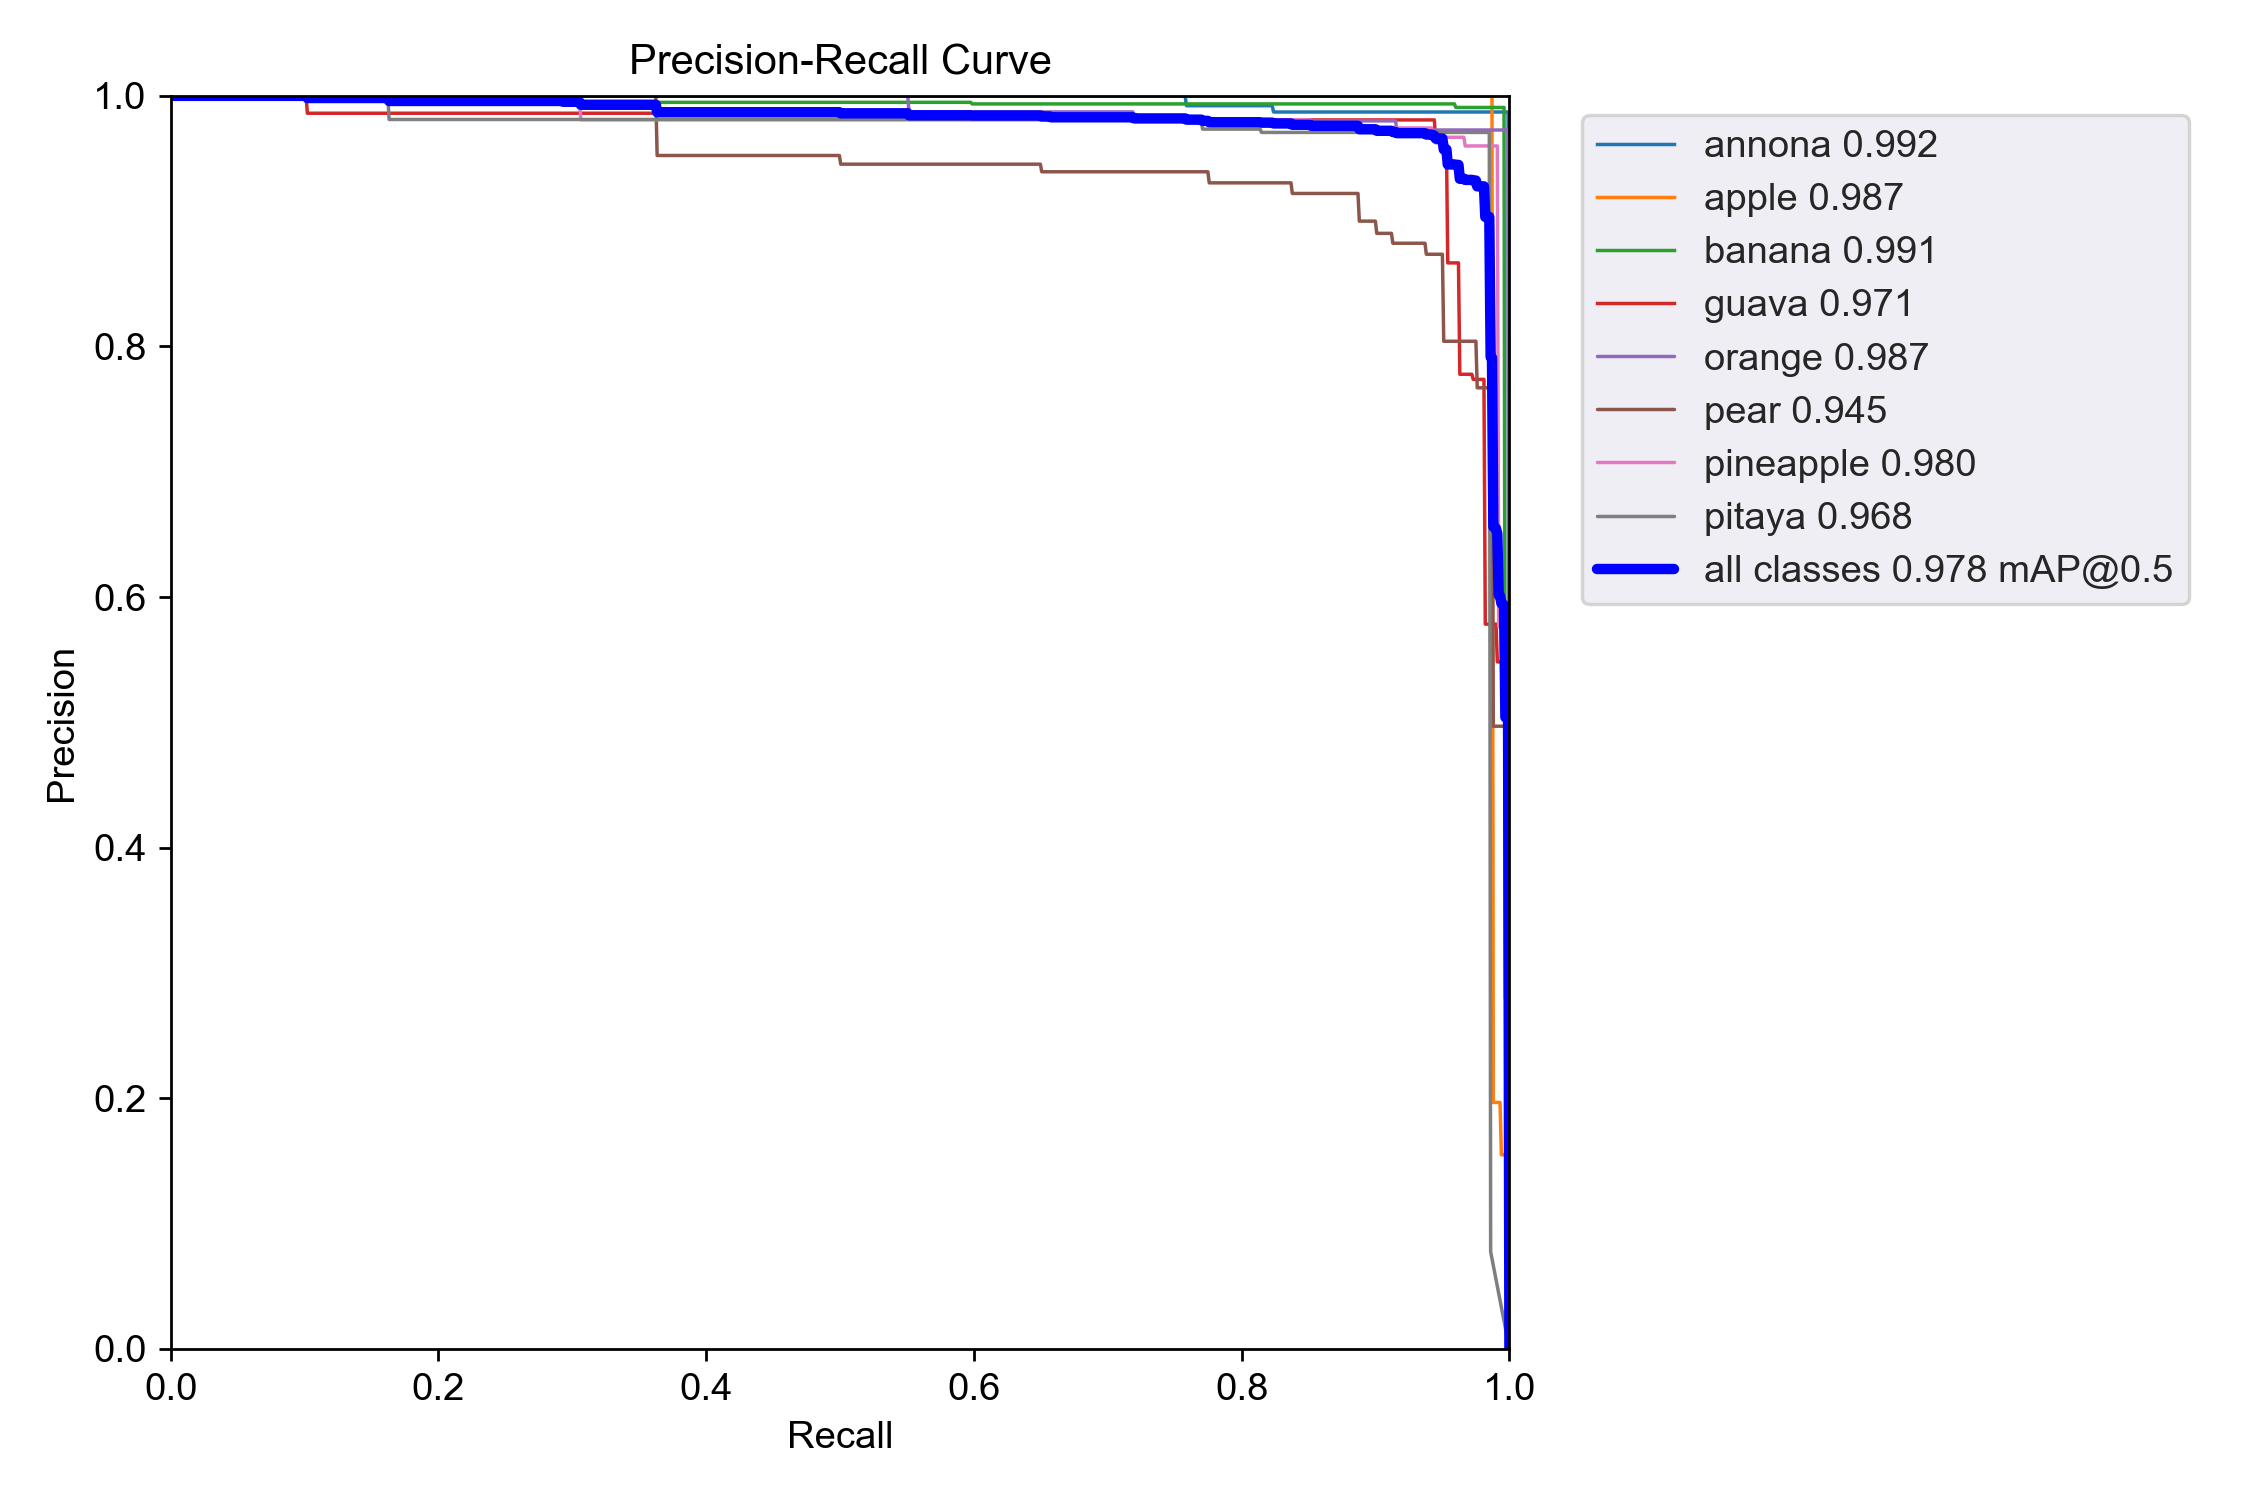 Precision-Recall Curve
1.0
0.8
0.6
0.4
0.2
0.0
Precision
0.0 0.2 0.4 0.6 0.8 1.0
Recall
annona 0.992
apple 0.987
banana 0.991
guava 0.971
orange 0.987
pear 0.945
pineapple 0.980
pitaya 0.968
all classes 0.978 mAP@0.5